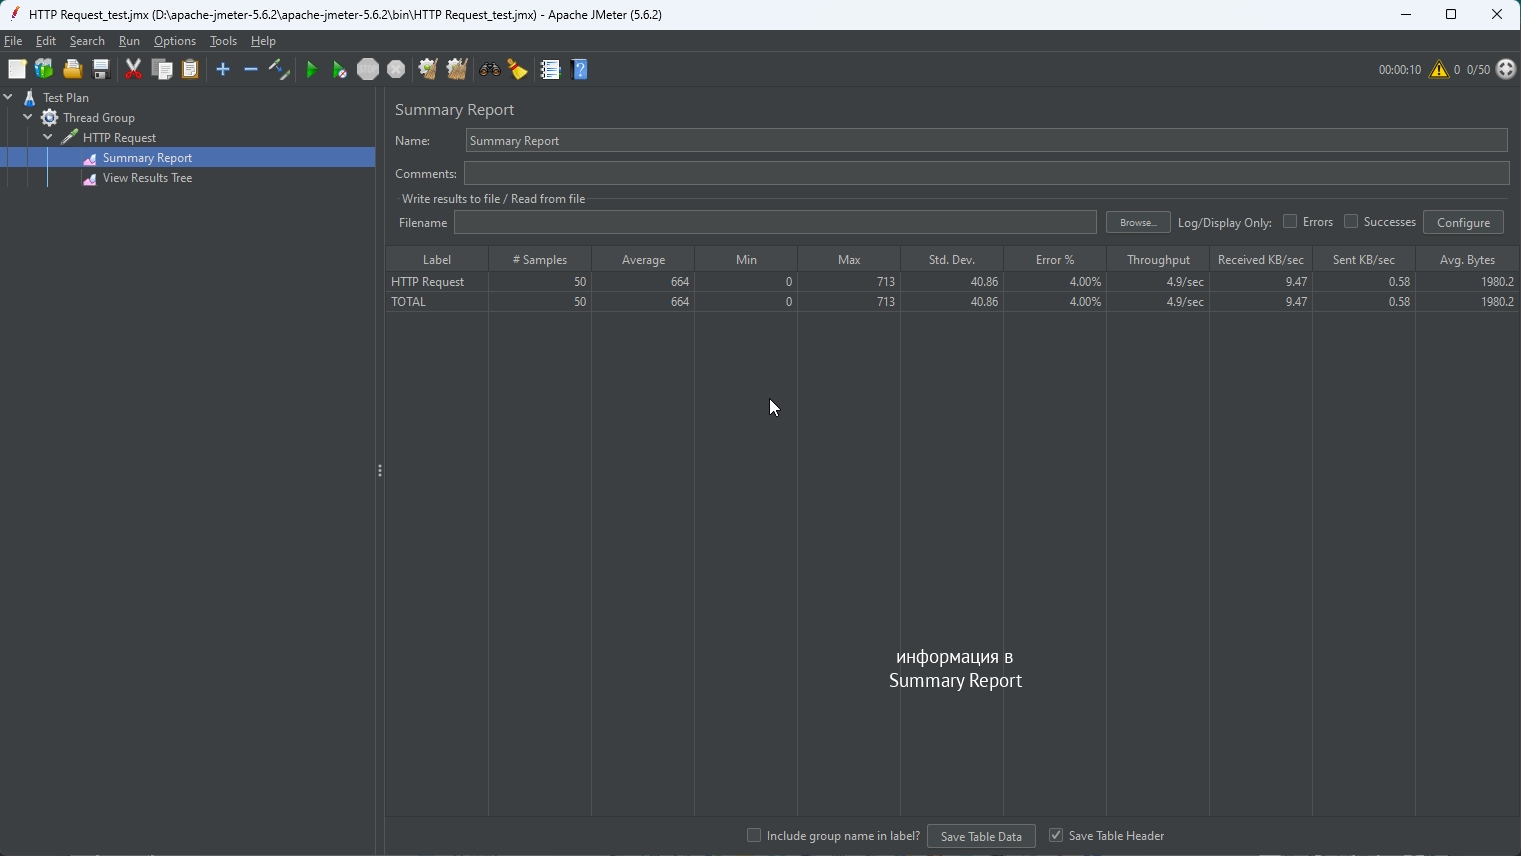 HTTP Request_test.jmx (D:\apache-jmeter-5.6.2\apache-jmeter-5.6.2\bin\HTTP Request_test.jmx) - Apache JMeter (5.6.2)
File Edit Search Run Options Tools Help
00:00:10 0 0/50
Test Plan
Thread Group
HTTP Request
Summary Report
View Results Tree
Summary Report
Name: Summary Report
Comments:
Write results to file / Read from file
Filename Browse... Log/Display Only: Errors Successes Configure
Label # Samples Average Min Max Std. Dev. Error % Throughput Received KB/sec Sent KB/sec Avg. Bytes
HTTP Request 50 664 0 713 40.86 4.00% 4.9/sec 9.47 0.58 1980.2
TOTAL 50 664 0 713 40.86 4.00% 4.9/sec 9.47 0.58 1980.2
информация в
Summary Report
Include group name in label? Save Table Data Save Table Header